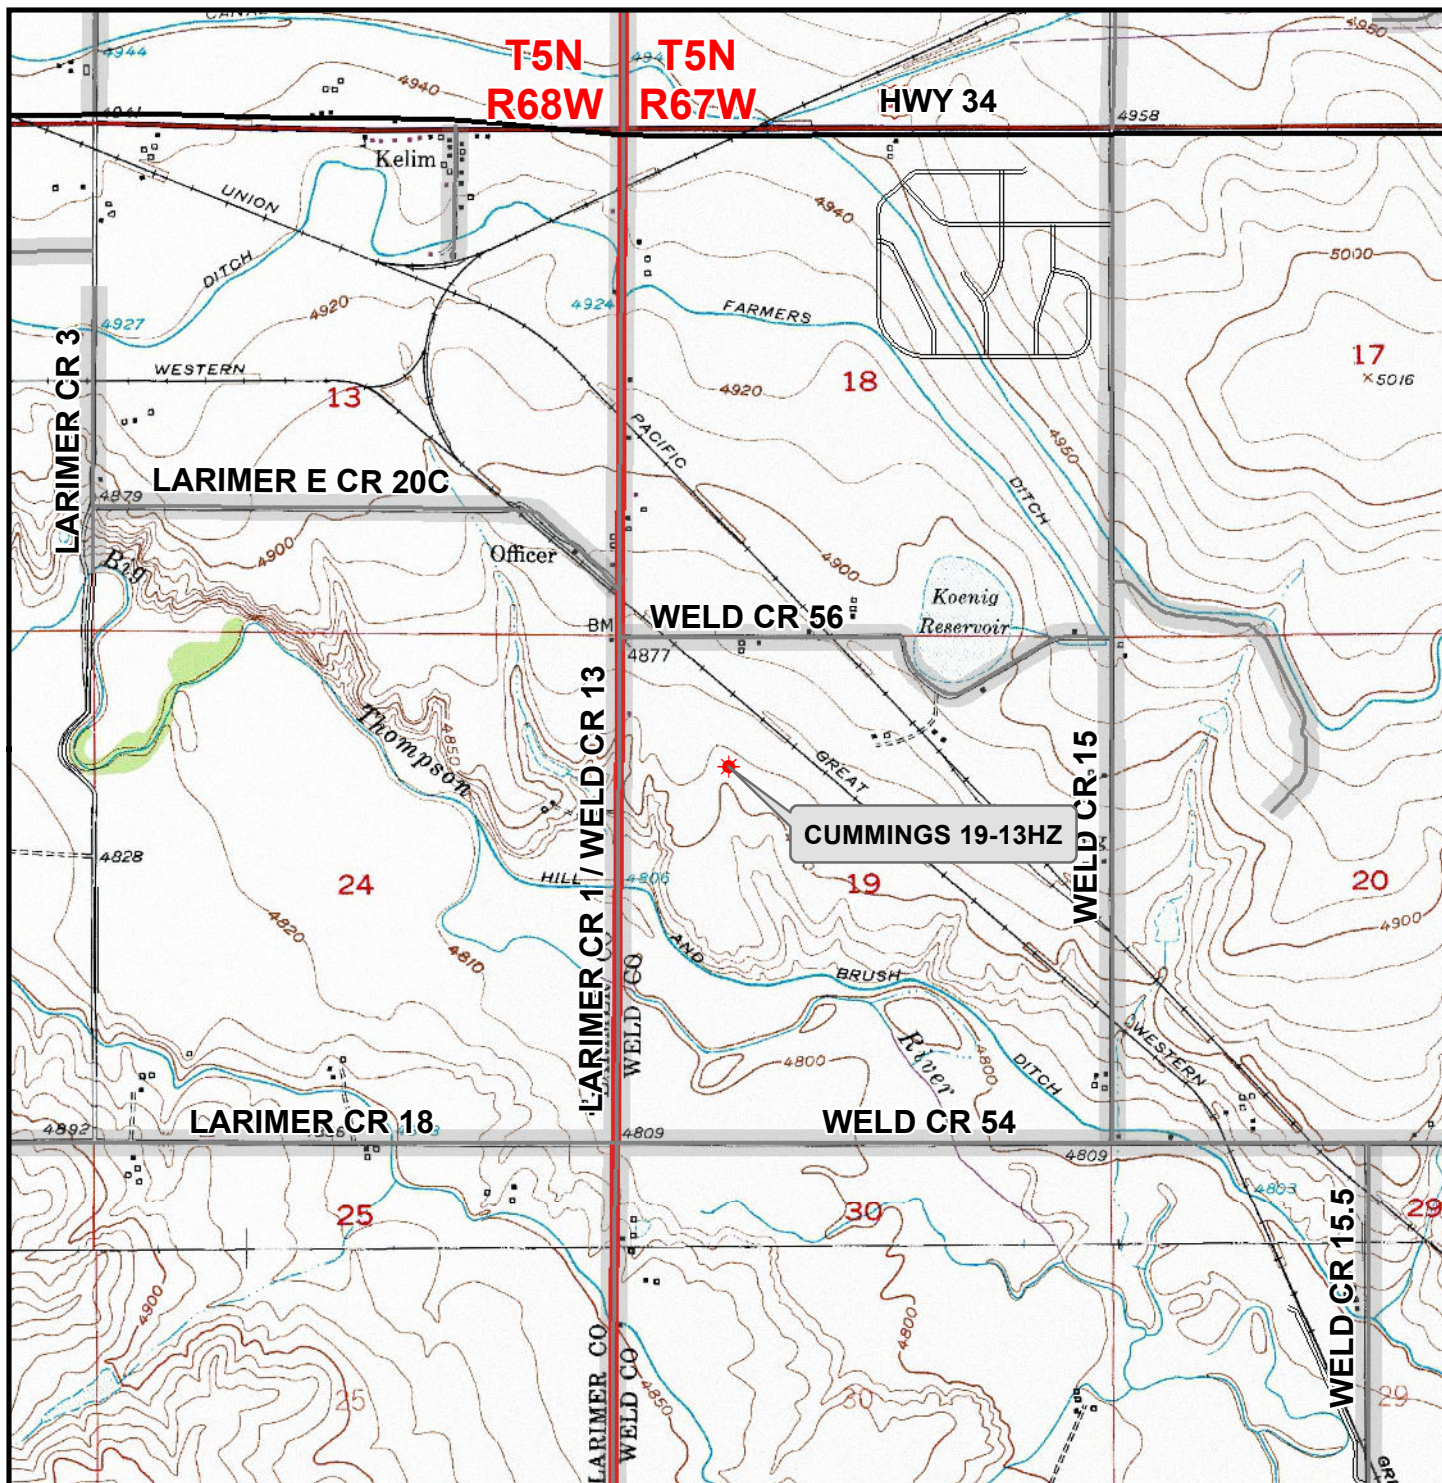 CANAL
T5N
T5N
4950
4944
494
R68W
R67W
HWY 34
4940
4941
4958
Kelim
UNION
4940
5000
DITCH
4920
4924
FARMERS
4927
LARIMER CR 3
WESTERN
13
4920
18
17
5016
PACIFIC
4950
LARIMER E CR 20C
4879
DITCH
4900
Officer
4900
Big
Koenig
Reservoir
BM
WELD CR 56
4877
Thompson
4850
LARIMER CR 1 / WELD CR 13
GREAT
WELD CR 15
CUMMINGS 19-13HZ
4828
24
HILL
4806
19
20
4820
4810
4900
AND
BRUSH
WELD CO
River
4800
4800
DITCH
WESTERN
4892
LARIMER CR 18
4809
WELD CR 54
4809
4803
25
30
29
WELD CR 15.5
4900
4800
LARIMER CO
WELD CO
4850
25
30
29